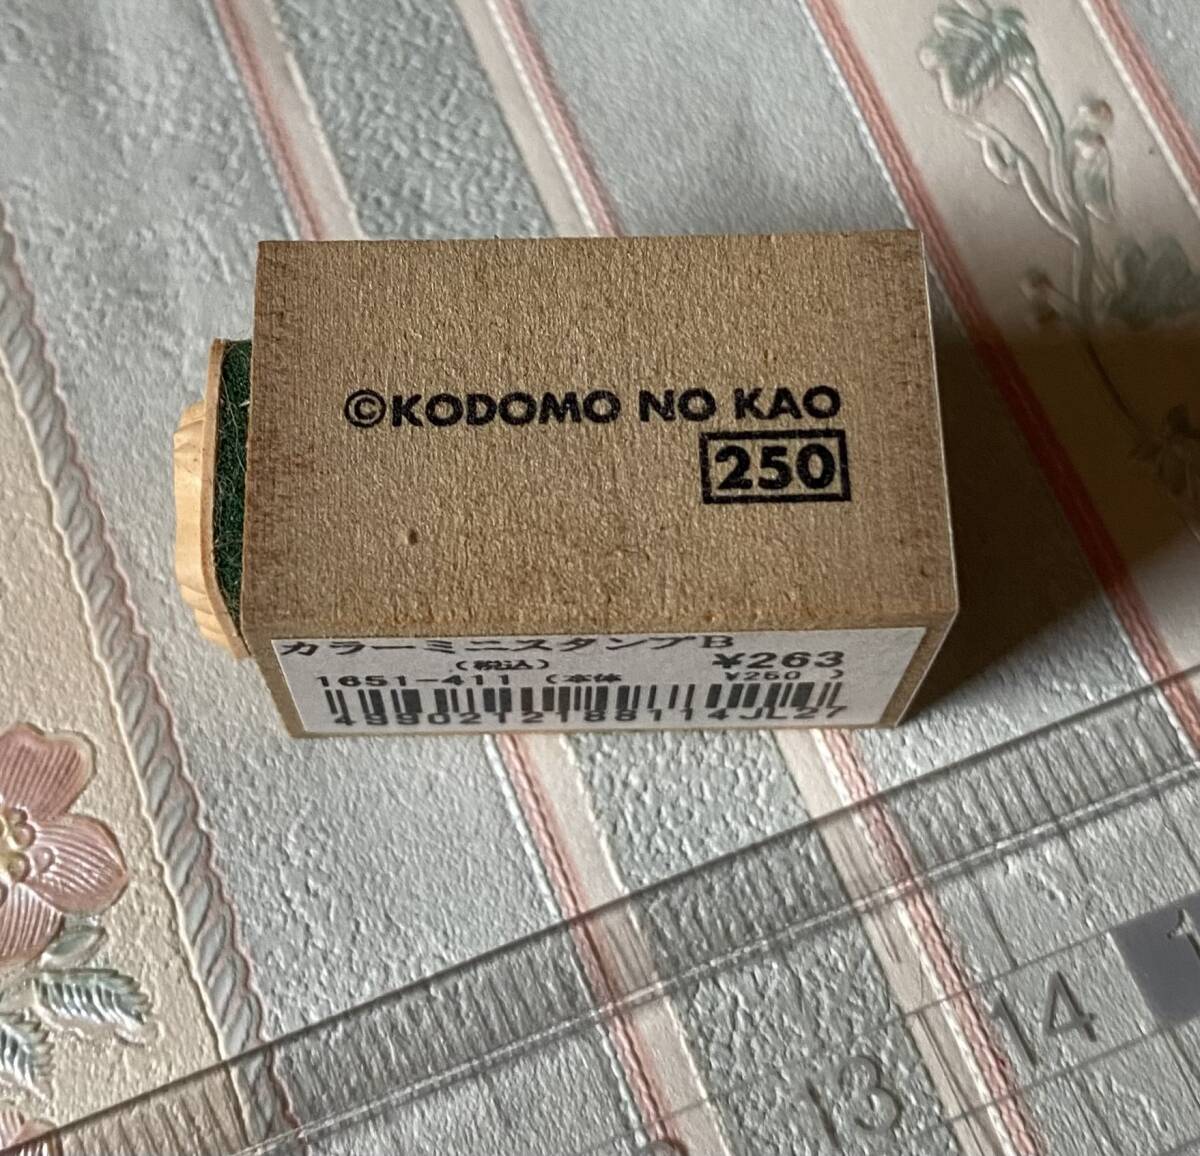 ©KODOMO NO KAO
250
カラーミニスタンプB
(税込) ¥263
1651-411 (本体 ¥250 )
4990212188114JL27
14
13